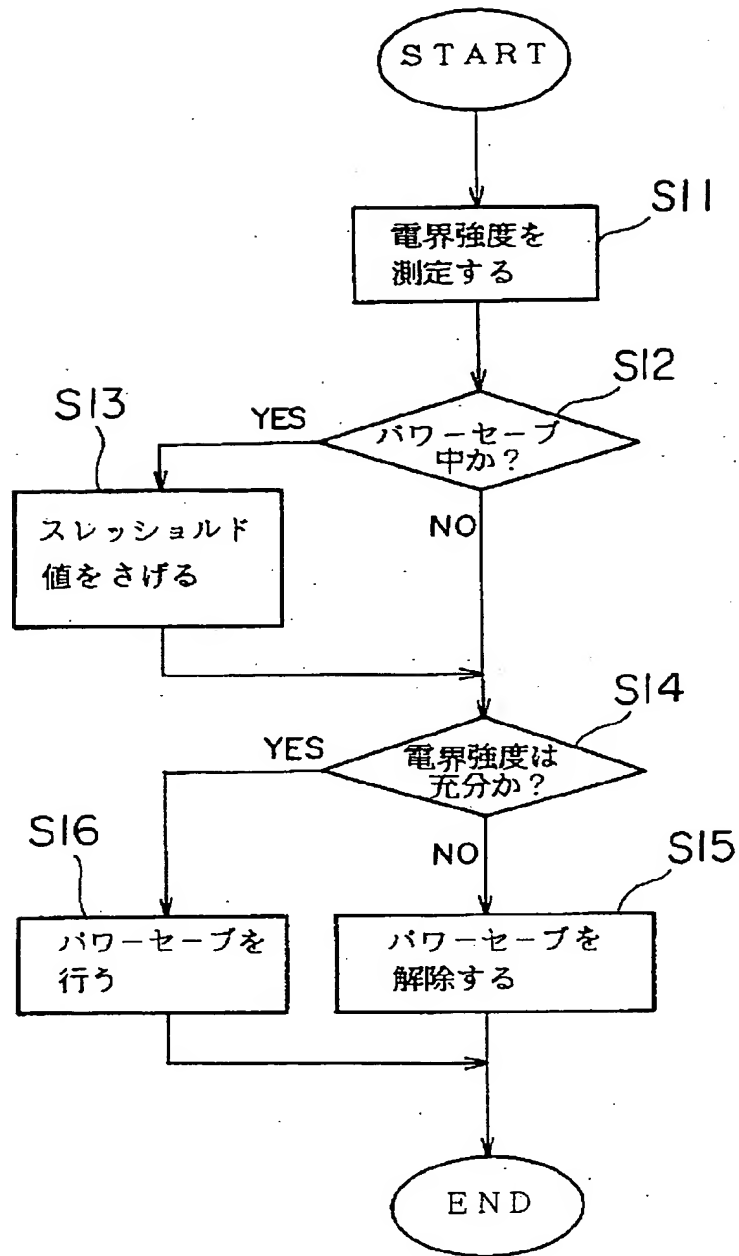 START
S11
電界強度を
測定する
S12
パワーセーブ
中か?
YES
NO
S13
スレッショルド
値をさげる
S14
電界強度は
充分か?
YES
NO
S16
パワーセーブを
行う
S15
パワーセーブを
解除する
END